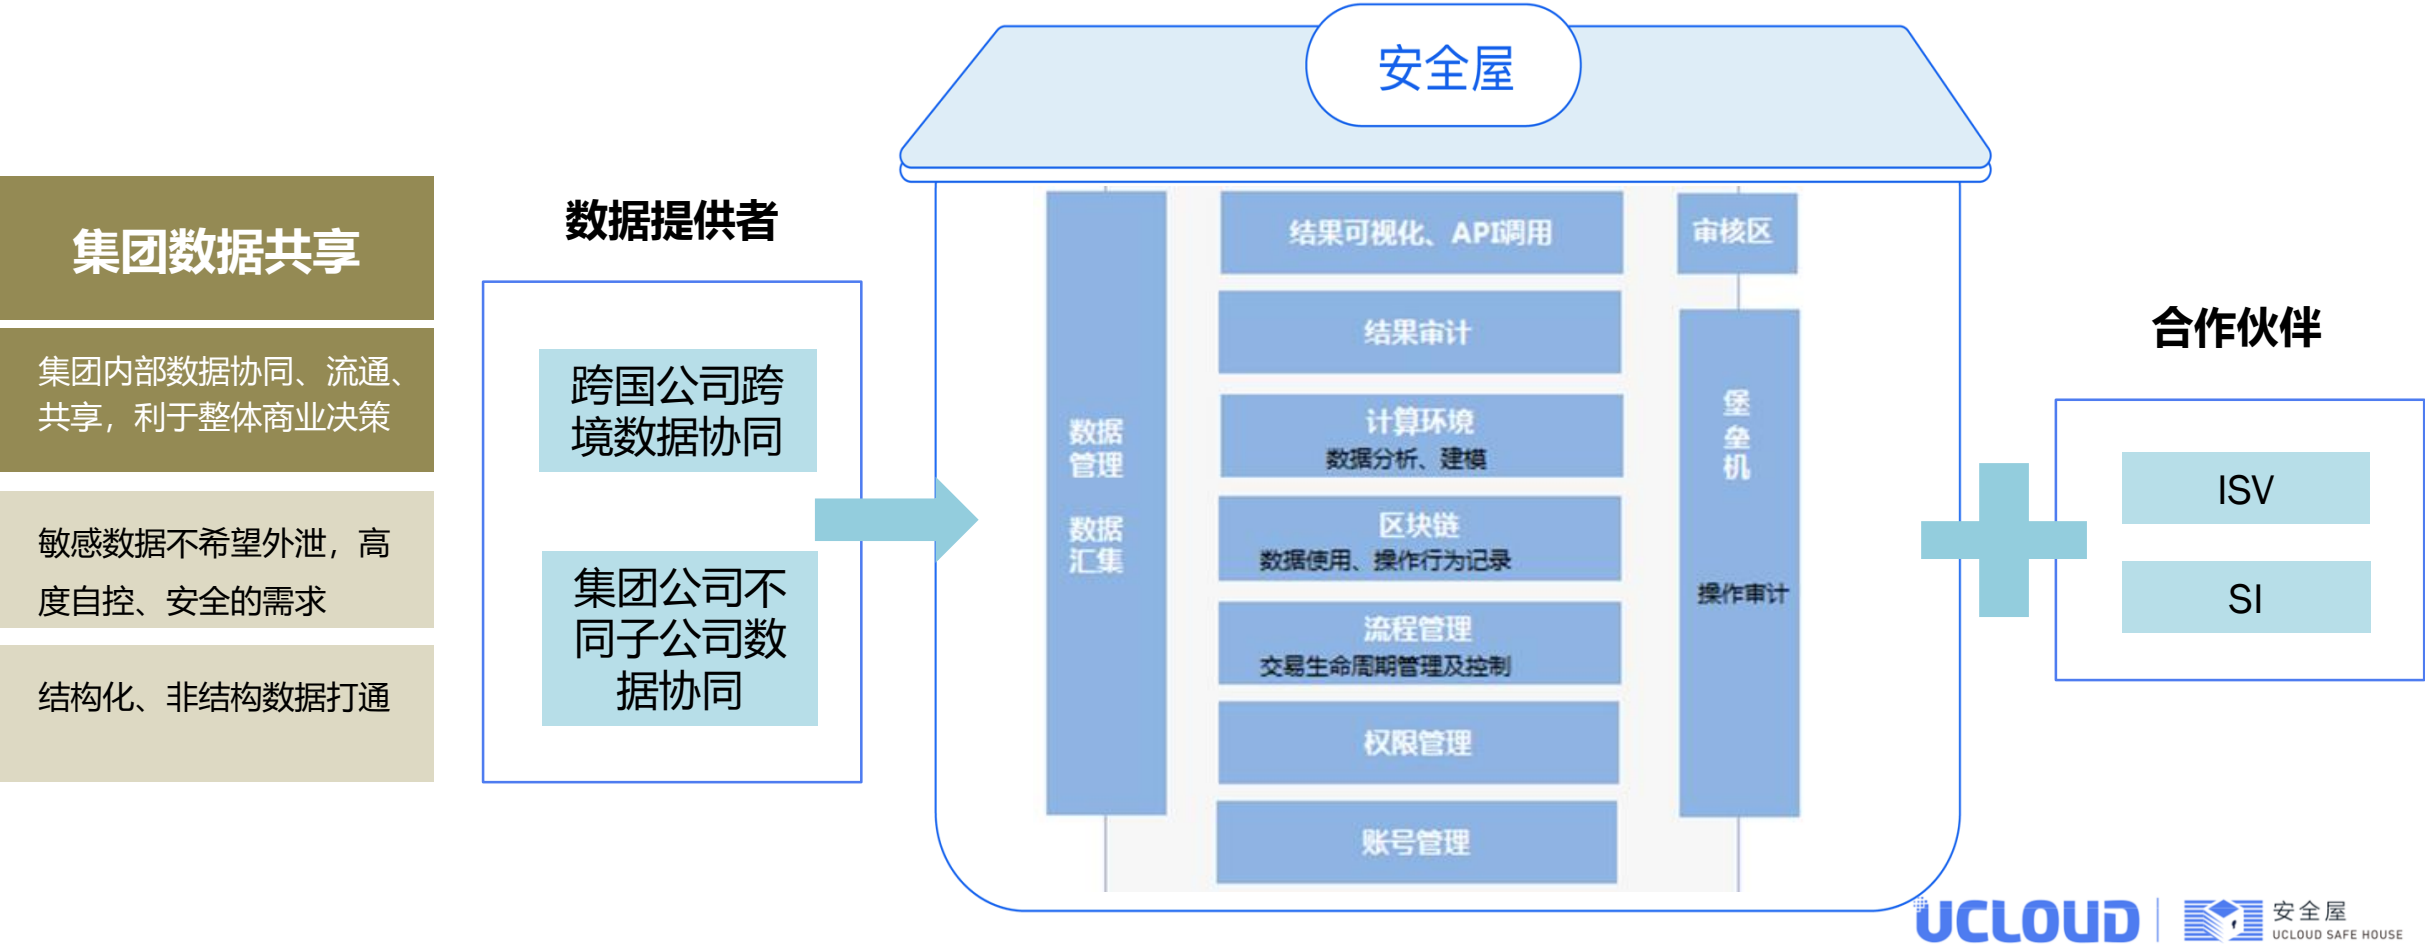 集团数据共享
集团内部数据协同、流通、
共享，利于整体商业决策
敏感数据不希望外泄，高
度自控、安全的需求
结构化、非结构数据打通
数据提供者
跨国公司跨
境数据协同
集团公司不
同子公司数
据协同
安全屋
数据
管理
数据
汇集
结果可视化、API调用
结果审计
计算环境
数据分析、建模
区块链
数据使用、操作行为记录
流程管理
交易生命周期管理及控制
权限管理
账号管理
审核区
堡
垒
机
操作审计
合作伙伴
ISV
SI
UCLOUD
安全屋
UCLOUD SAFE HOUSE